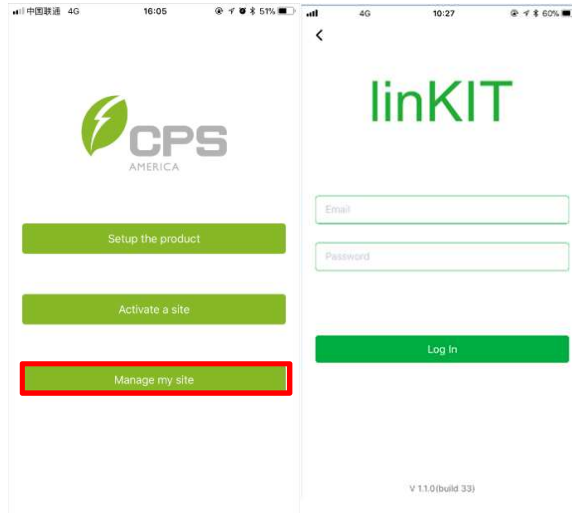 中国联通 4G 16:05 51%
CPS
AMERICA
Setup the product
Activate a site
Manage my site
4G 10:27 60%
linKIT
Email
Password
Log In
V 1.1.0(build 33)